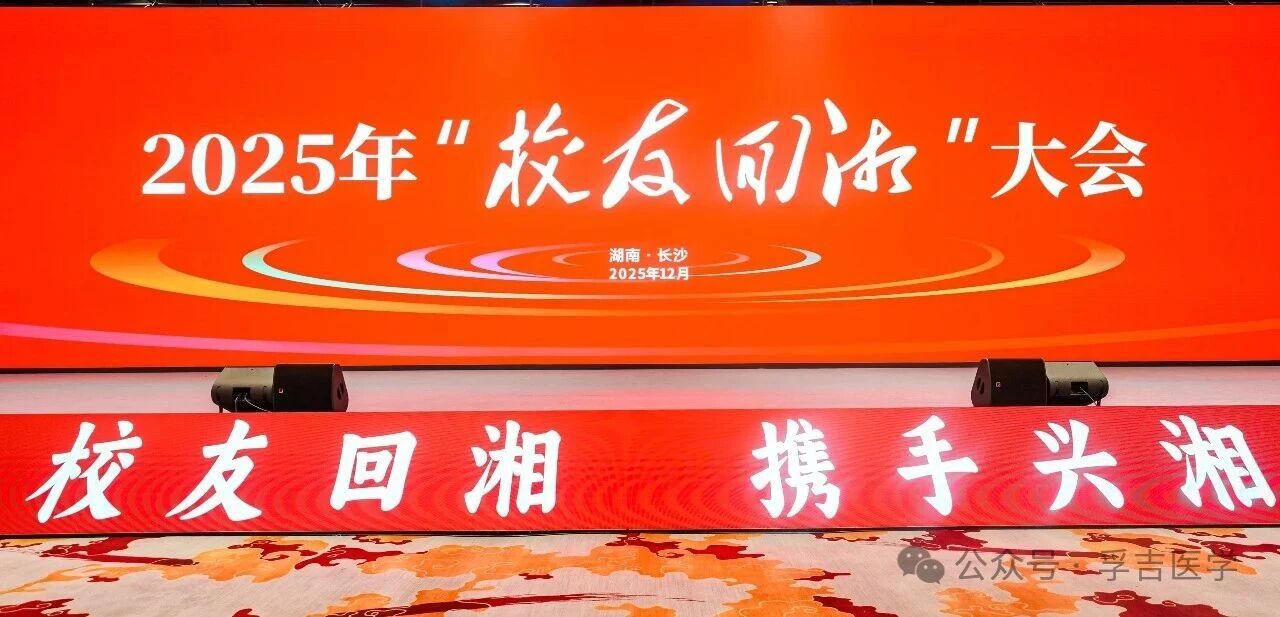 2025年“校友回湘”大会
湖南·长沙
2025年12月
校友回湘 携手兴湘
公众号·孚吉医学